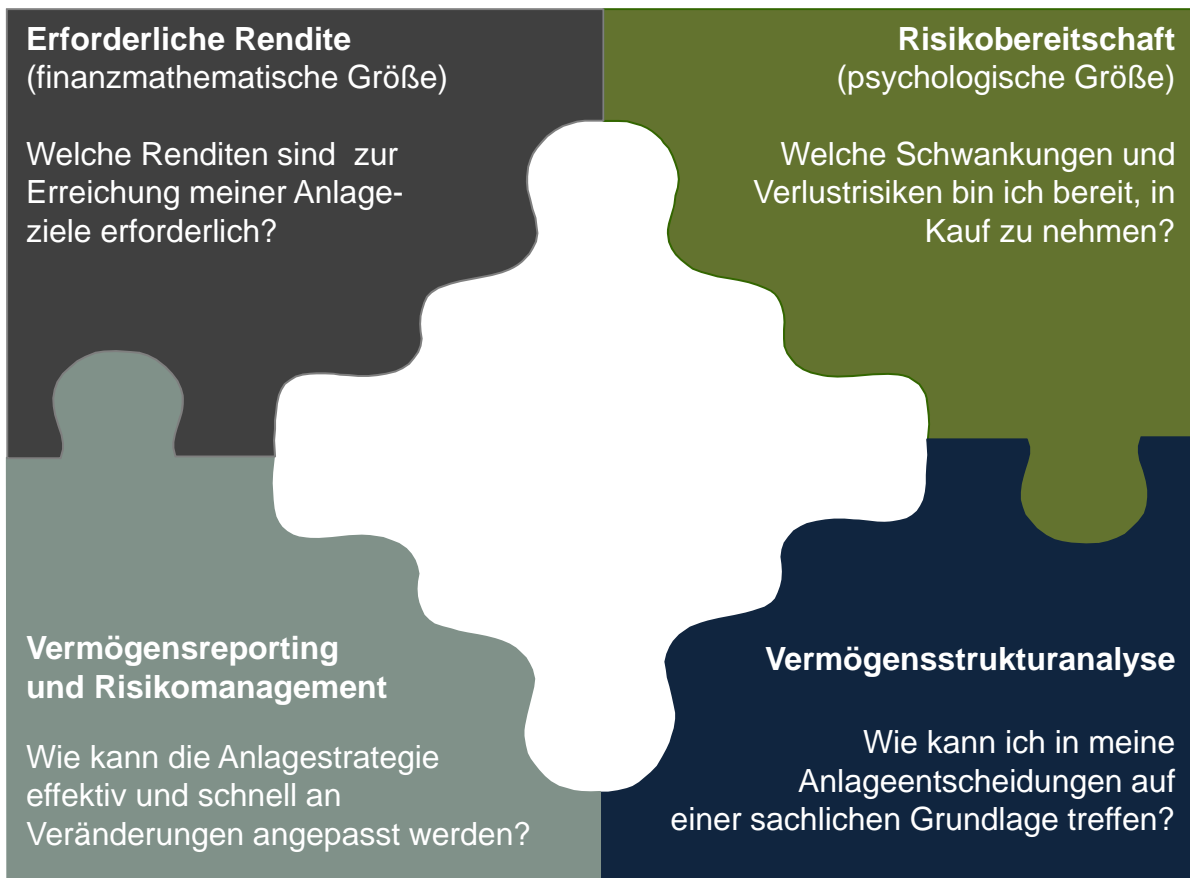 Erforderliche Rendite
(finanzmathematische Größe)
Welche Renditen sind  zur
Erreichung meiner Anlage-
ziele erforderlich?
Risikobereitschaft
(psychologische Größe)
Welche Schwankungen und
Verlustrisiken bin ich bereit, in
Kauf zu nehmen?
Vermögensreporting
und Risikomanagement
Wie kann die Anlagestrategie
effektiv und schnell an
Veränderungen angepasst werden?
Vermögensstrukturanalyse
Wie kann ich in meine
Anlageentscheidungen auf
einer sachlichen Grundlage treffen?